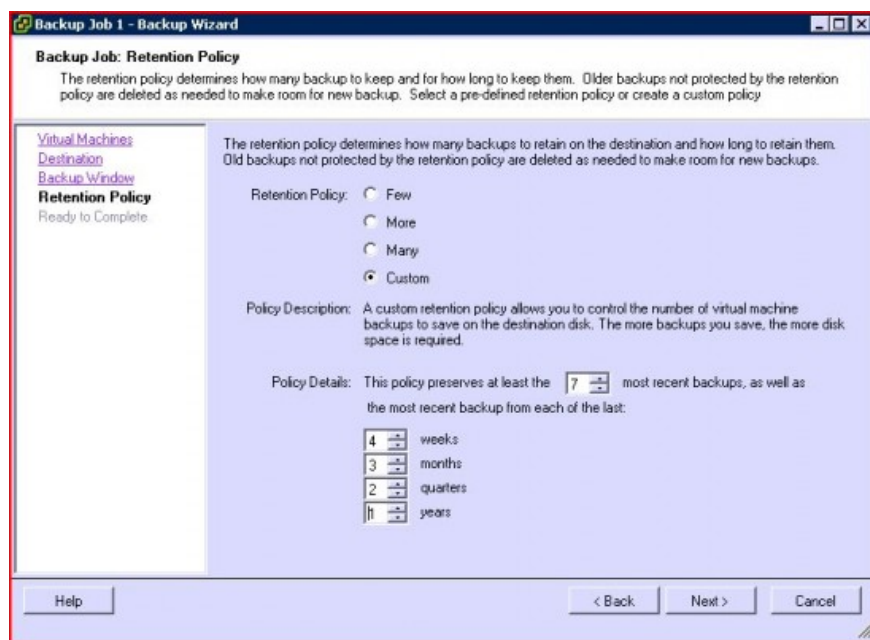 Backup Job 1 - Backup Wizard
Backup Job: Retention Policy
The retention policy determines how many backup to keep and for how long to keep them. Older backups not protected by the retention
policy are deleted as needed to make room for new backup. Select a pre-defined retention policy or create a custom policy
Virtual Machines
Destination
Backup Window
Retention Policy
Ready to Complete
The retention policy determines how many backups to retain on the destination and how long to retain them.
Old backups not protected by the retention policy are deleted as needed to make room for new backups.
Retention Policy: Few
More
Many
Custom
Policy Description: A custom retention policy allows you to control the number of virtual machine
backups to save on the destination disk. The more backups you save, the more disk
space is required.
Policy Details: This policy preserves at least the 7 most recent backups, as well as
the most recent backup from each of the last:
4 weeks
3 months
2 quarters
1 years
Help < Back Next > Cancel